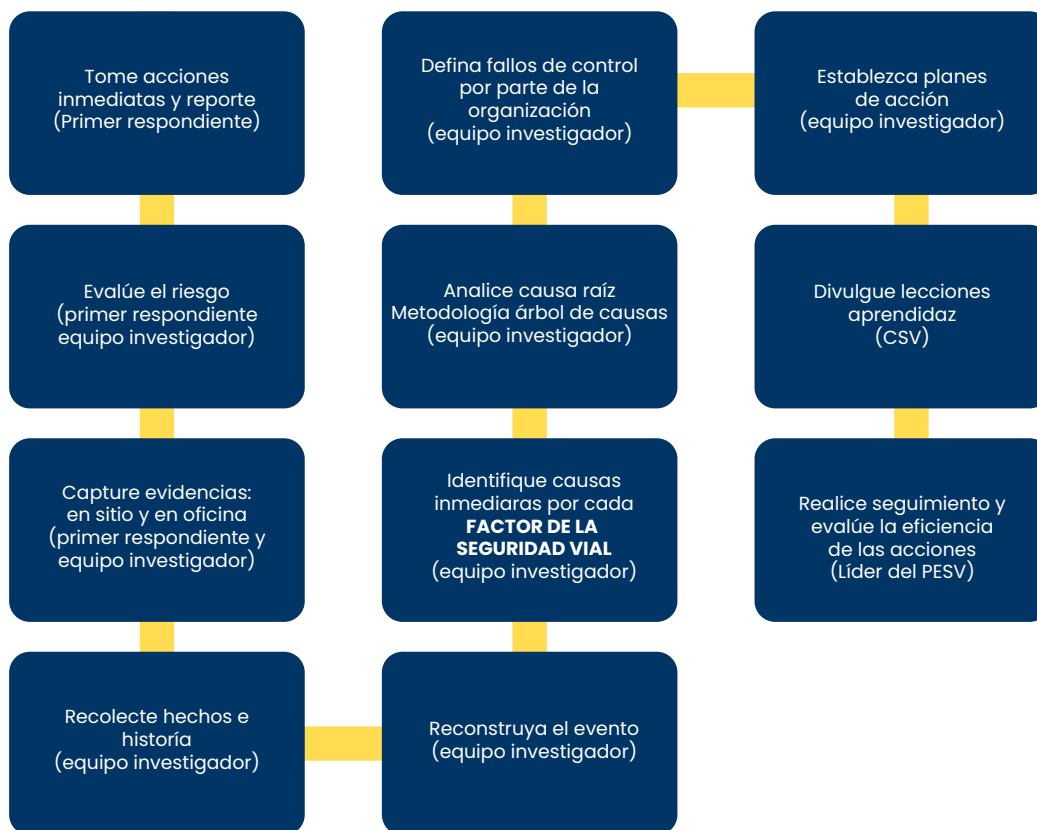 Tome acciones
inmediatas y reporte
(Primer respondiente)
Evalúe el riesgo
(primer respondiente
equipo investigador)
Capture evidencias:
en sitio y en oficina
(primer respondiente y
equipo investigador)
Recolecte hechos e
historía
(equipo investigador)
Reconstruya el evento
(equipo investigador)
Identifique causas
inmediaras por cada
FACTOR DE LA
SEGURIDAD VIAL
(equipo investigador)
Analice causa raíz
Metodología árbol de causas
(equipo investigador)
Defina fallos de control
por parte de la
organización
(equipo investigador)
Establezca planes
de acción
(equipo investigador)
Divulgue lecciones
aprendidaz
(CSV)
Realice seguimiento y
evalúe la eficiencia
de las acciones
(Líder del PESV)